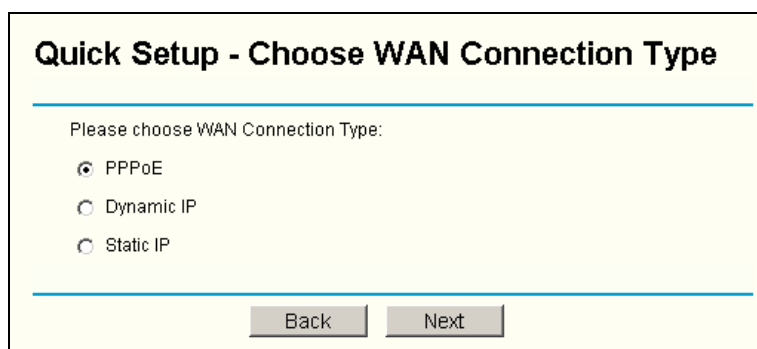 Quick Setup - Choose WAN Connection Type
Please choose WAN Connection Type:
PPPoE
Dynamic IP
Static IP
Back Next